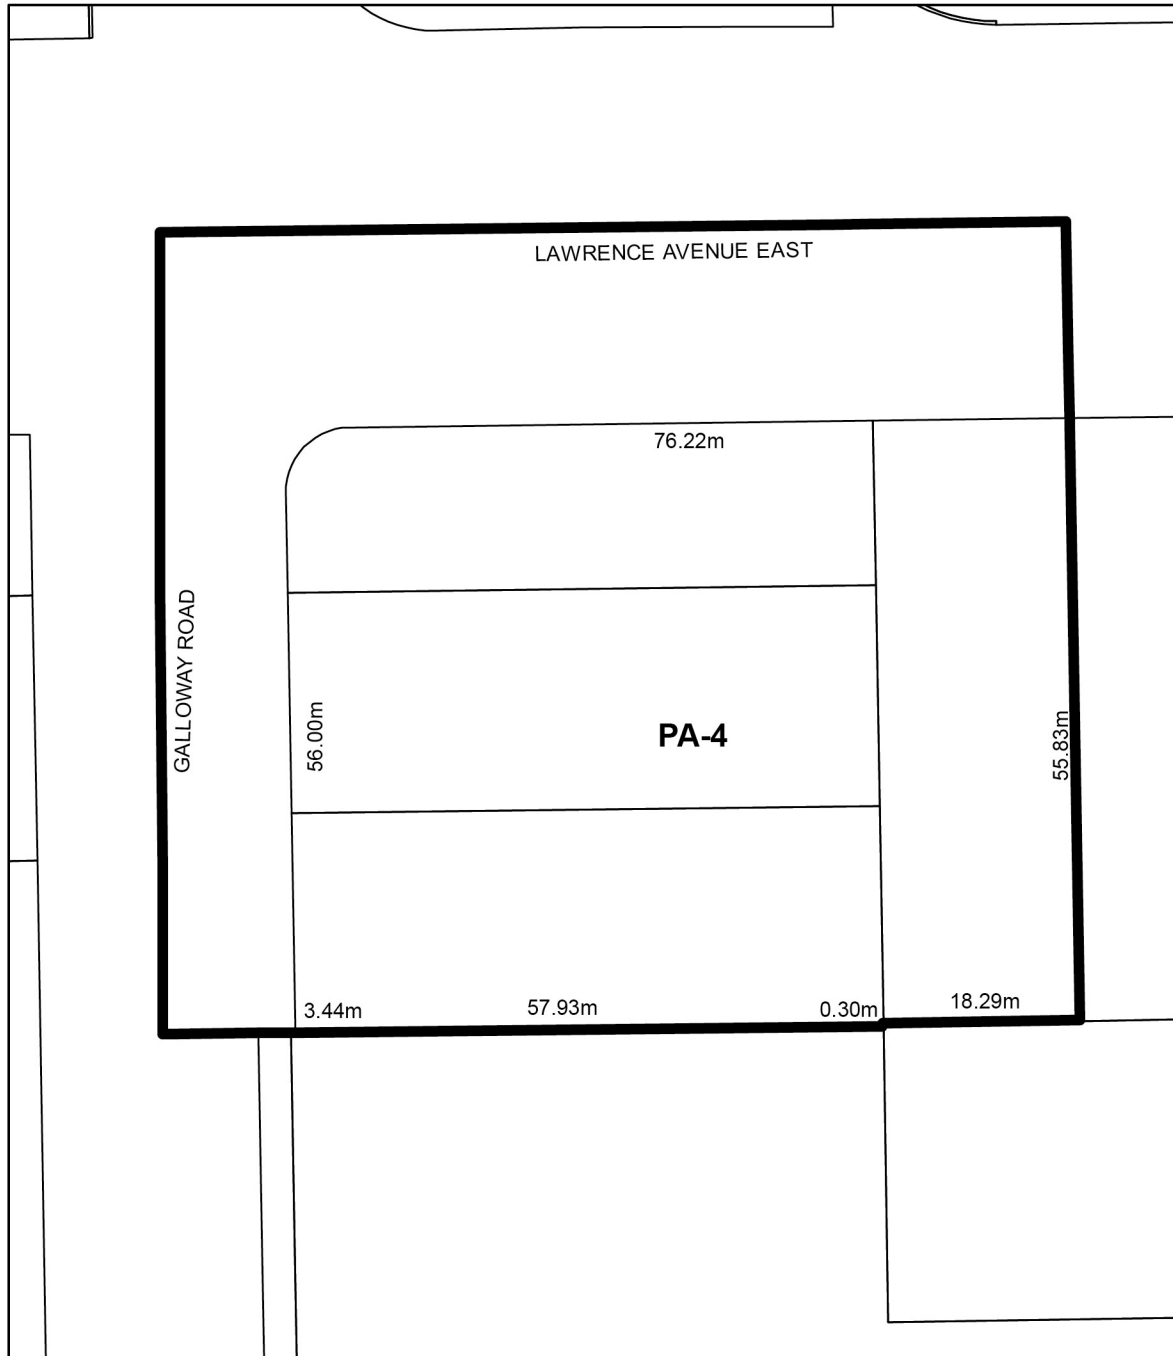 LAWRENCE AVENUE EAST
76.22m
GALLOWAY ROAD
56.00m
PA-4
55.83m
3.44m
57.93m
0.30m
18.29m